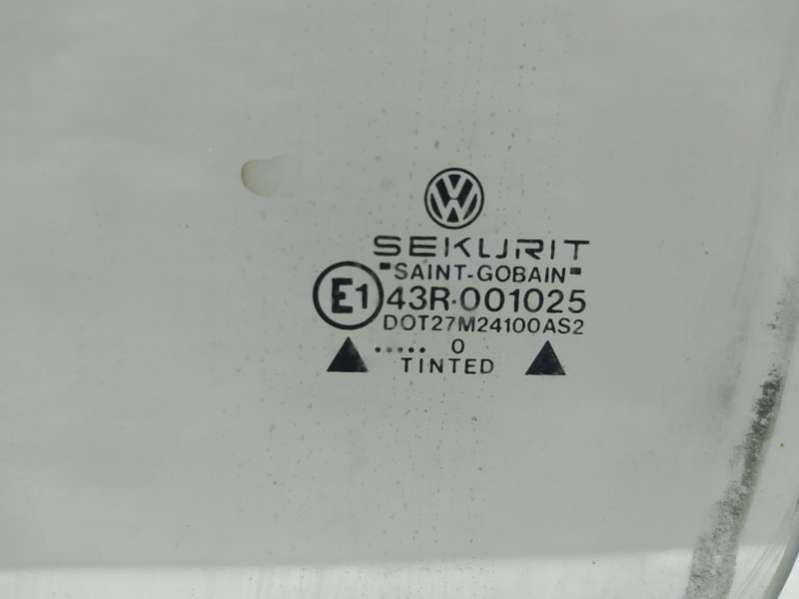 VW
SEKURIT
"SAINT-GOBAIN"
E1 43R-001025
DOT27M24100AS2
..... 0
TINTED